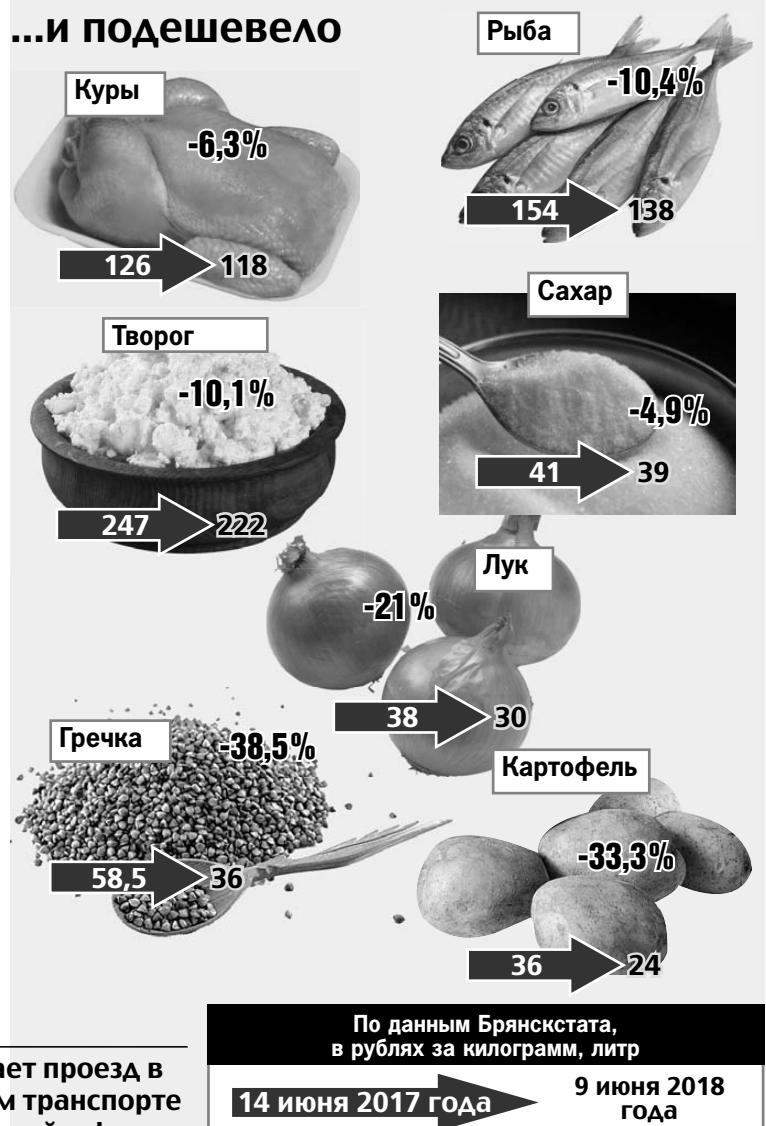 ...и подешевело
Куры
-6,3%
126 118
Рыба
-10,4%
154 138
Творог
-10,1%
247 222
Сахар
-4,9%
41 39
Лук
-21%
38 30
Гречка
-38,5%
58,5 36
Картофель
-33,3%
36 24
проезд в
транспорте
По данным Брянскстата,
в рублях за килограмм, литр
14 июня 2017 года
9 июня 2018
года